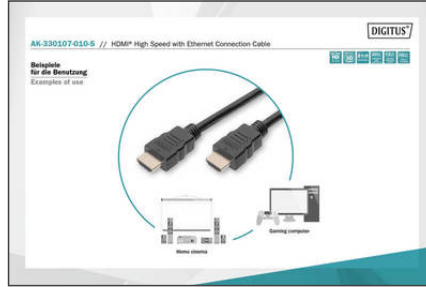 DIGITUS®
AK-330107-010-S // HDMI® High Speed with Ethernet Connection Cable
Beispiele
für die Benutzung
Examples of use
Gaming computer
Home cinema